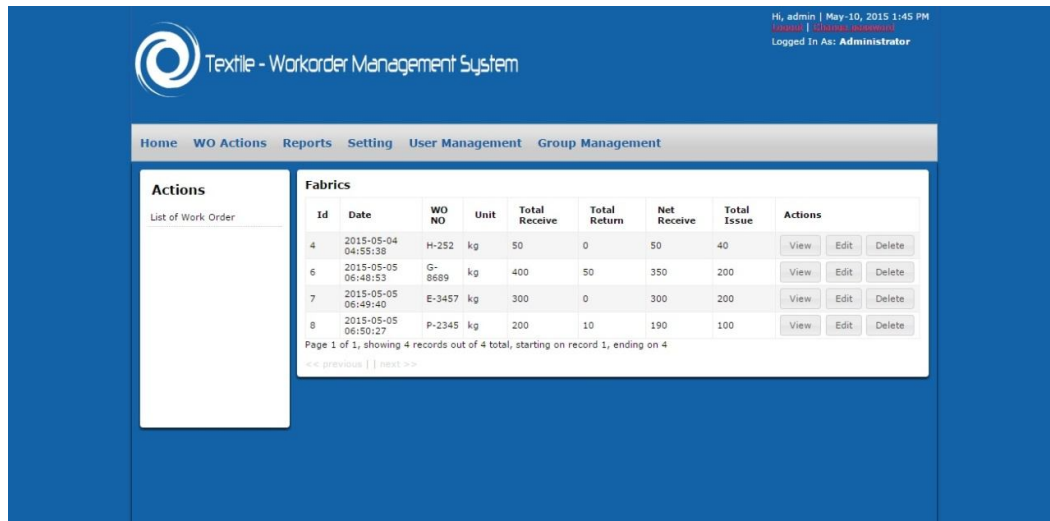 Hi, admin | May-10, 2015 1:45 PM
Logout | Change password
Logged In As: Administrator
Textile - Workorder Management System
Home WO Actions Reports Setting User Management Group Management
Actions
List of Work Order
Fabrics
Id Date WO NO Unit Total Receive Total Return Net Receive Total Issue Actions
4 2015-05-04 04:55:38 H-252 kg 50 0 50 40 View Edit Delete
6 2015-05-05 06:48:53 G-8689 kg 400 50 350 200 View Edit Delete
7 2015-05-05 06:49:40 E-3457 kg 300 0 300 200 View Edit Delete
8 2015-05-05 06:50:27 P-2345 kg 200 10 190 100 View Edit Delete
Page 1 of 1, showing 4 records out of 4 total, starting on record 1, ending on 4
<< previous | | next >>